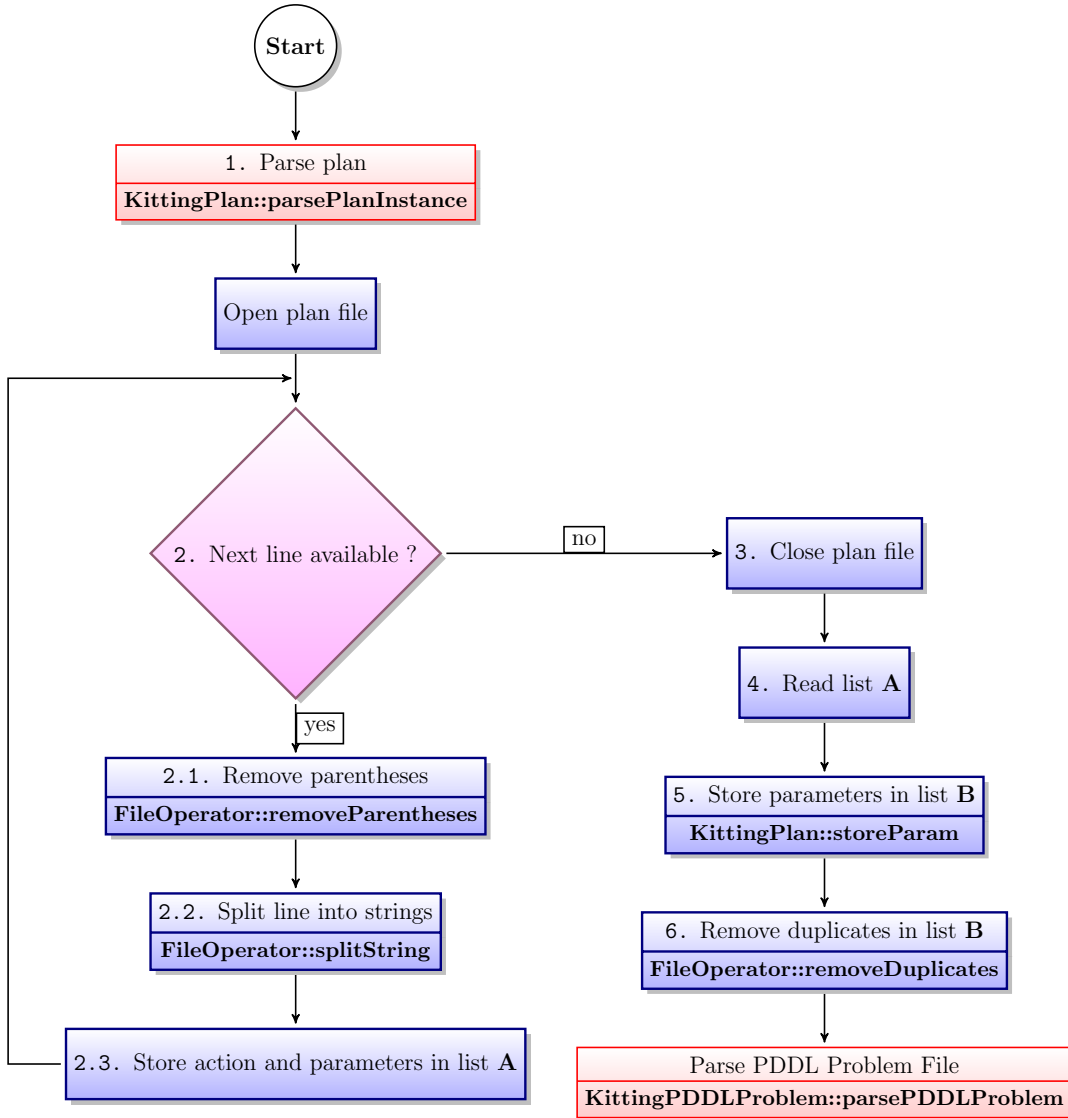 Start
1. Parse plan
KittingPlan::parsePlanInstance
Open plan file
2. Next line available ?
no
3. Close plan file
4. Read list A
yes
2.1. Remove parentheses
FileOperator::removeParentheses
5. Store parameters in list B
KittingPlan::storeParam
2.2. Split line into strings
FileOperator::splitString
6. Remove duplicates in list B
FileOperator::removeDuplicates
2.3. Store action and parameters in list A
Parse PDDL Problem File
KittingPDDLProblem::parsePDDLProblem